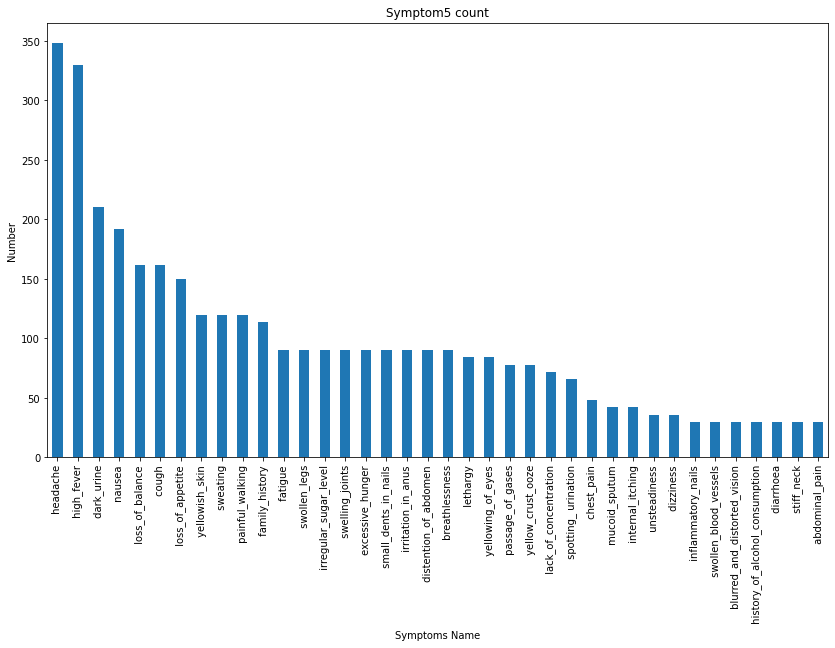 Symptom5 count
350
300
250
200
150
100
50
0
Number
headache
high_fever
dark_urine
nausea
loss_of_balance
cough
loss_of_appetite
yellowish_skin
sweating
painful_walking
family_history
fatigue
swollen_legs
irregular_sugar_level
swelling_joints
excessive_hunger
small_dents_in_nails
irritation_in_anus
distention_of_abdomen
breathlessness
lethargy
yellowing_of_eyes
passage_of_gases
yellow_crust_ooze
lack_of_concentration
spotting_ urination
chest_pain
mucoid_sputum
internal_itching
unsteadiness
dizziness
inflammatory_nails
swollen_blood_vessels
blurred_and_distorted_vision
history_of_alcohol_consumption
diarrhoea
stiff_neck
abdominal_pain
Symptoms Name